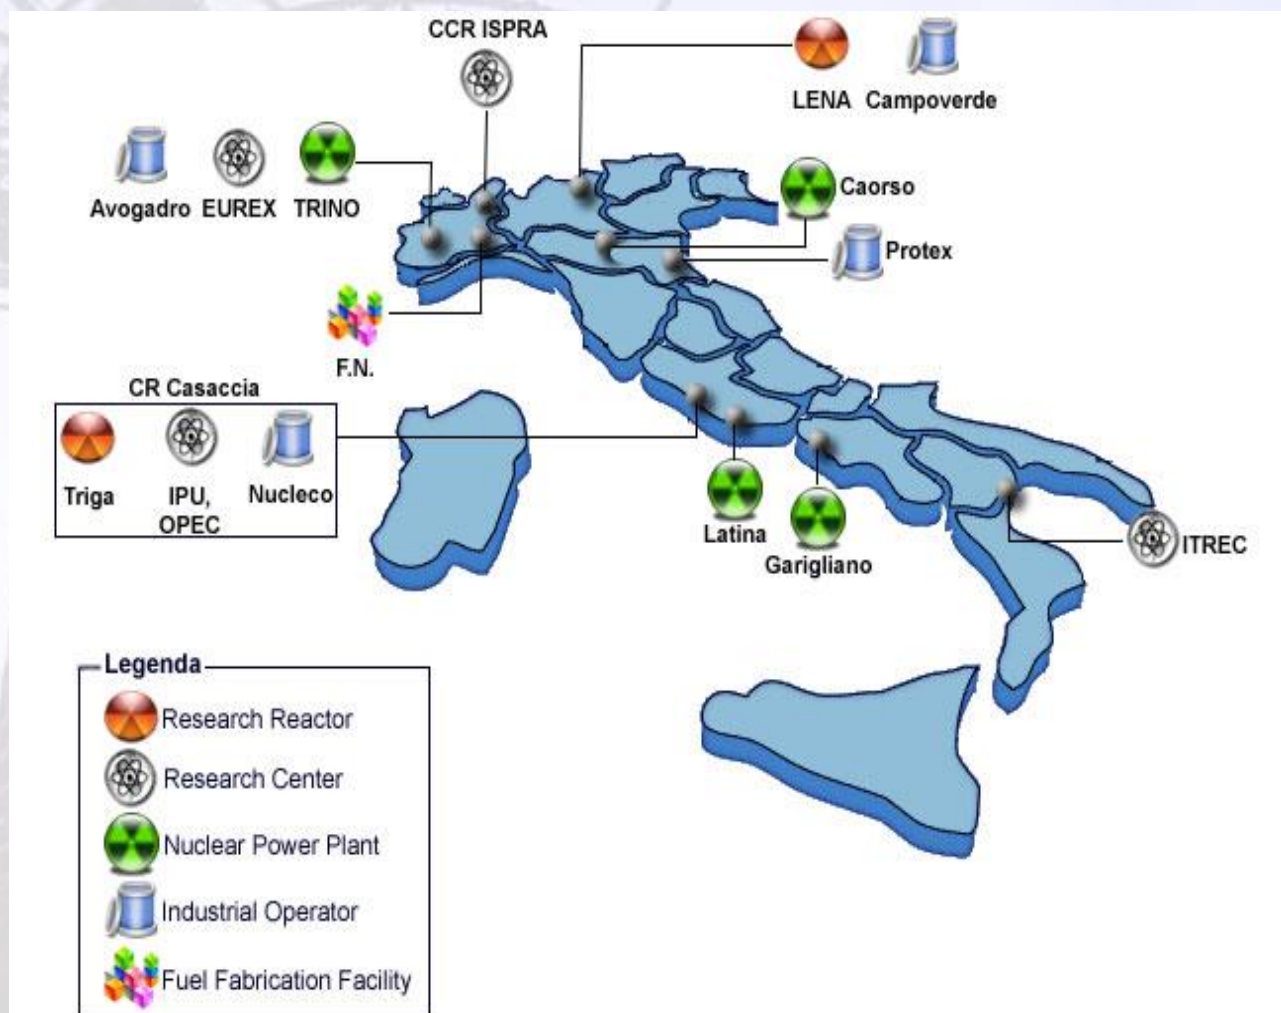 CCR ISPRA
LENA Campoverde
Avogadro EUREX TRINO
Caorso
Protex
F.N.
CR Casaccia
Triga
IPU,
OPEC
Nucleco
Latina
Garigliano
ITREC
Legenda
Research Reactor
Research Center
Nuclear Power Plant
Industrial Operator
Fuel Fabrication Facility